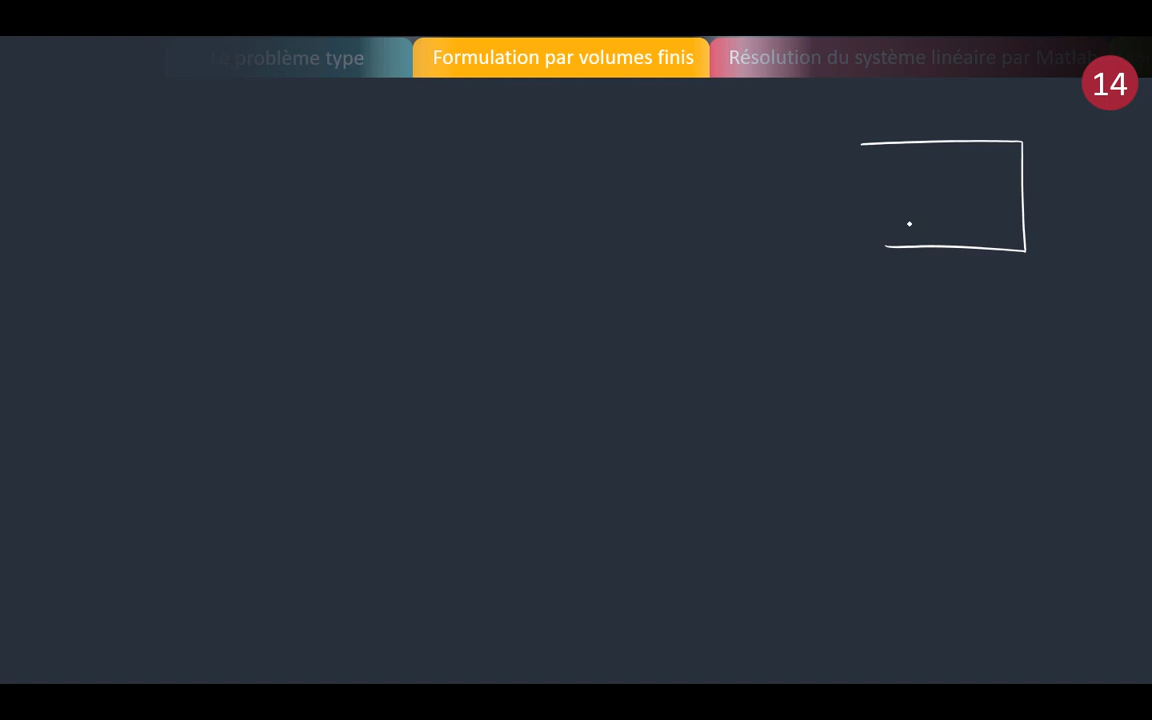 Le problème type
Formulation par volumes finis
Résolution du système linéaire par Matlab
14